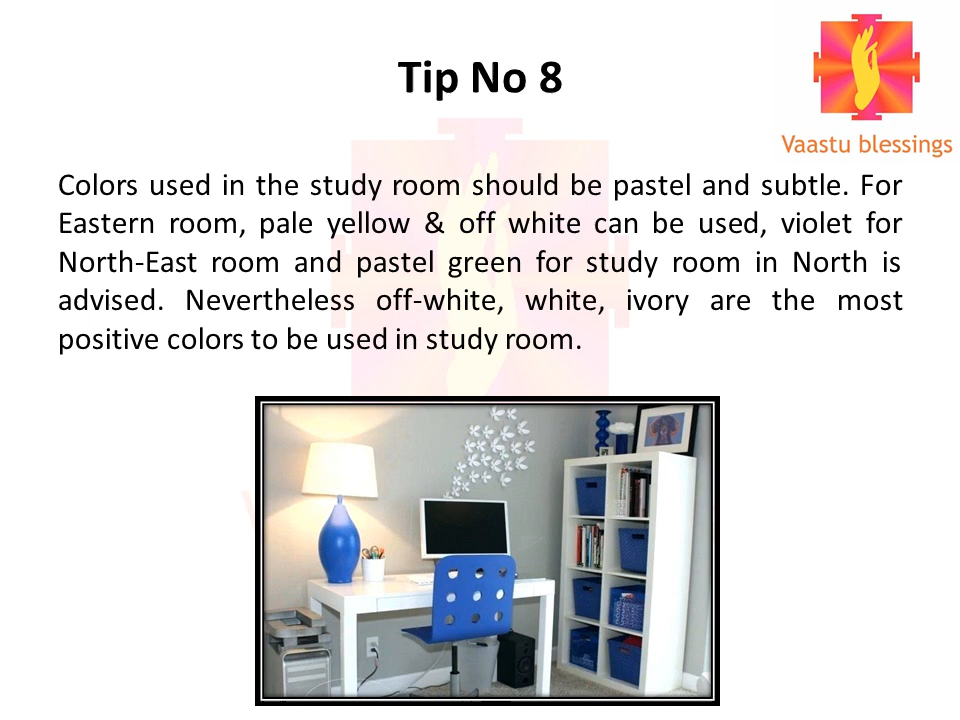 Tip No 8
Vaastu blessings
Colors used in the study room should be pastel and subtle. For
Eastern room, pale yellow & off white can be used, violet for
North-East room and pastel green for study room in North is
advised. Nevertheless off-white, white, ivory are the most
positive colors to be used in study room.